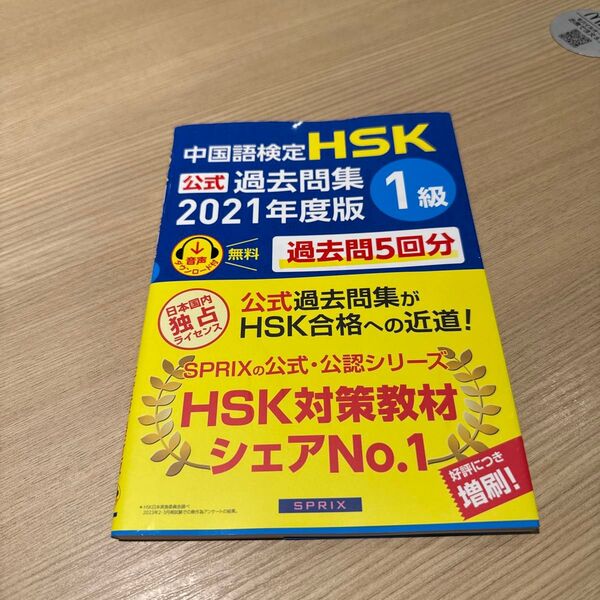 中国語検定HSK
公式 過去問集 1級
2021年度版
音声
ダウンロード付
無料
過去問5回分
日本国内
独占
ライセンス
公式過去問集が
HSK合格への近道!
SPRIXの公式・公認シリーズ
HSK対策教材
シェアNo.1
好評につき
増刷!
SPRIX